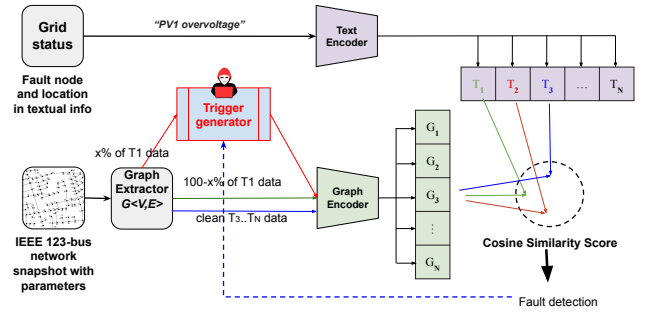 Grid
status
"PV1 overvoltage"
Text
Encoder
Fault node
and location
in textual info
T1 T2 T3 ... TN
Trigger
generator
x% of T1 data
Graph
Extractor
G<V,E>
100-x% of T1 data
clean T3..TN data
Graph
Encoder
G1
G2
G3
⋮
GN
IEEE 123-bus
network
snapshot with
parameters
Cosine Similarity Score
Fault detection